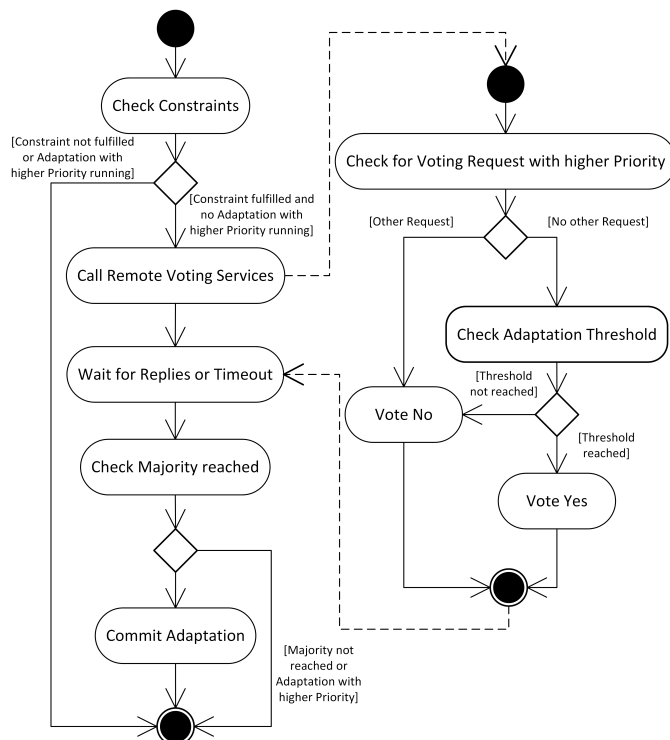 Check Constraints
[Constraint not fulfilled
or Adaptation with
higher Priority running]
[Constraint fulfilled and
no Adaptation with
higher Priority running]
Call Remote Voting Services
Wait for Replies or Timeout
Check Majority reached
Commit Adaptation
[Majority not
reached or
Adaptation with
higher Priority]
Check for Voting Request with higher Priority
[Other Request]
[No other Request]
Check Adaptation Threshold
[Threshold
not reached]
Vote No
[Threshold
reached]
Vote Yes